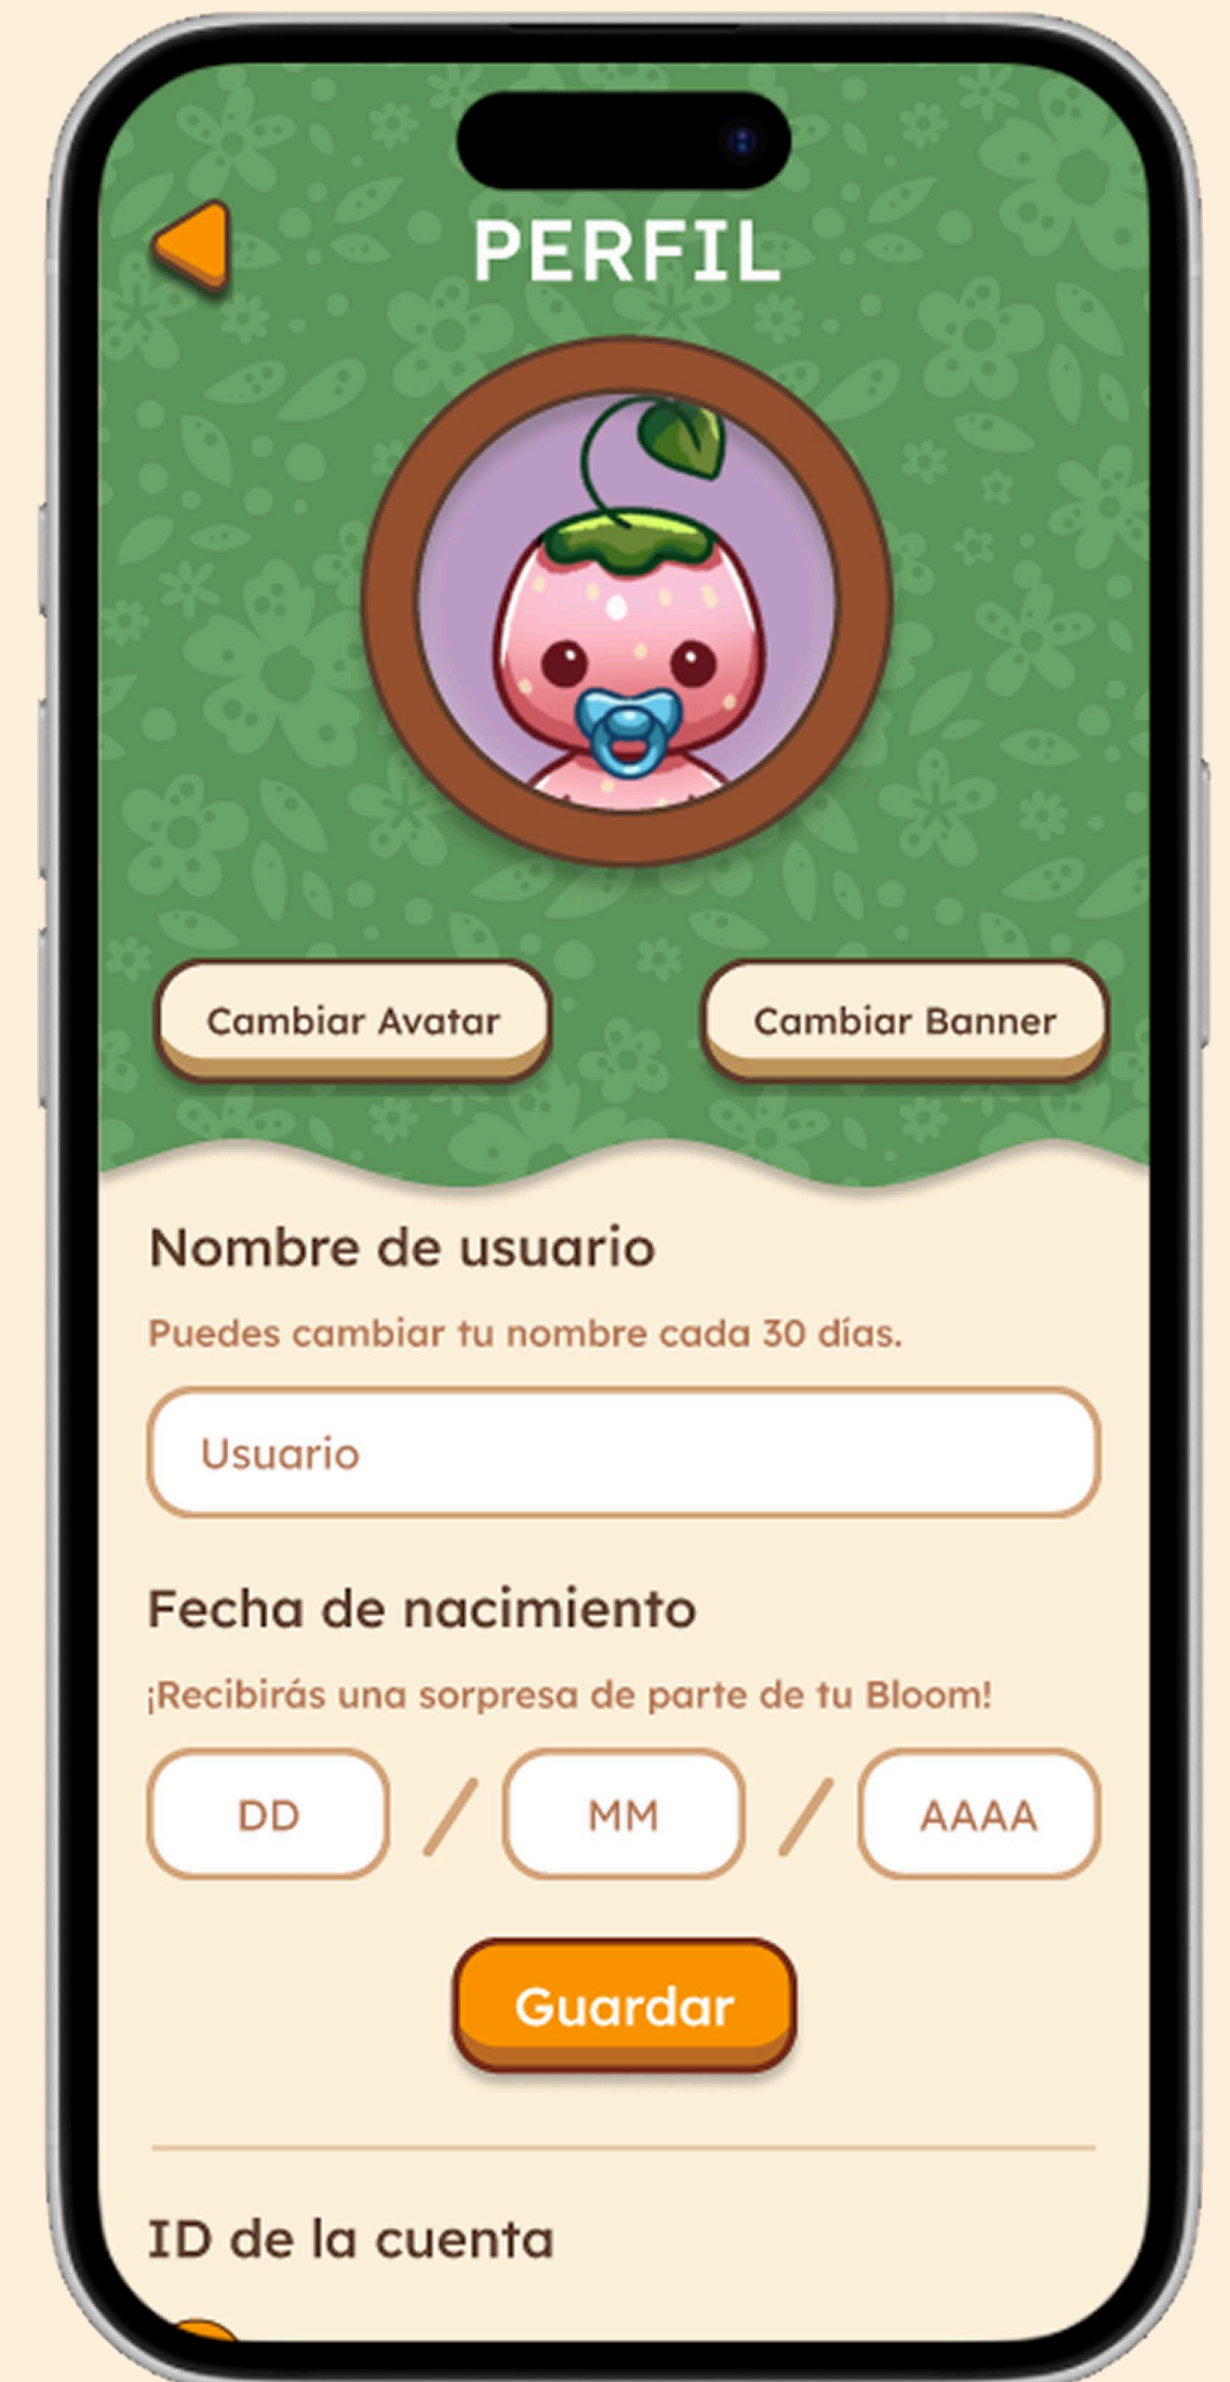 PERFIL
Cambiar Avatar
Cambiar Banner
Nombre de usuario
Puedes cambiar tu nombre cada 30 días.
Usuario
Fecha de nacimiento
¡Recibirás una sorpresa de parte de tu Bloom!
DD / MM / AAAA
Guardar
ID de la cuenta